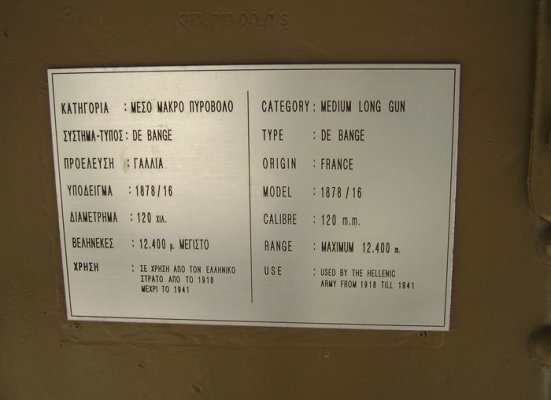 ΚΑΤΗΓΟΡΙΑ : ΜΕΣΟ ΜΑΚΡΟ ΠΥΡΟΒΟΛΟ
ΣΥΣΤΗΜΑ-ΤΥΠΟΣ : DE BANGE
ΠΡΟΕΛΕΥΣΗ : ΓΑΛΛΙΑ
ΥΠΟΔΕΙΓΜΑ : 1878/16
ΔΙΑΜΕΤΡΗΜΑ : 120 χιλ.
ΒΕΛΗΝΕΚΕΣ : 12.400 μ. ΜΕΓΙΣΤΟ
ΧΡΗΣΗ : ΣΕ ΧΡΗΣΗ ΑΠΟ ΤΟΝ ΕΛΛΗΝΙΚΟ
ΣΤΡΑΤΟ ΑΠΟ ΤΟ 1918
ΜΕΧΡΙ ΤΟ 1941
CATEGORY : MEDIUM LONG GUN
TYPE : DE BANGE
ORIGIN : FRANCE
MODEL : 1878/16
CALIBRE : 120 m.m.
RANGE : MAXIMUM 12.400 m.
USE : USED BY THE HELLENIC
ARMY FROM 1918 TILL 1941